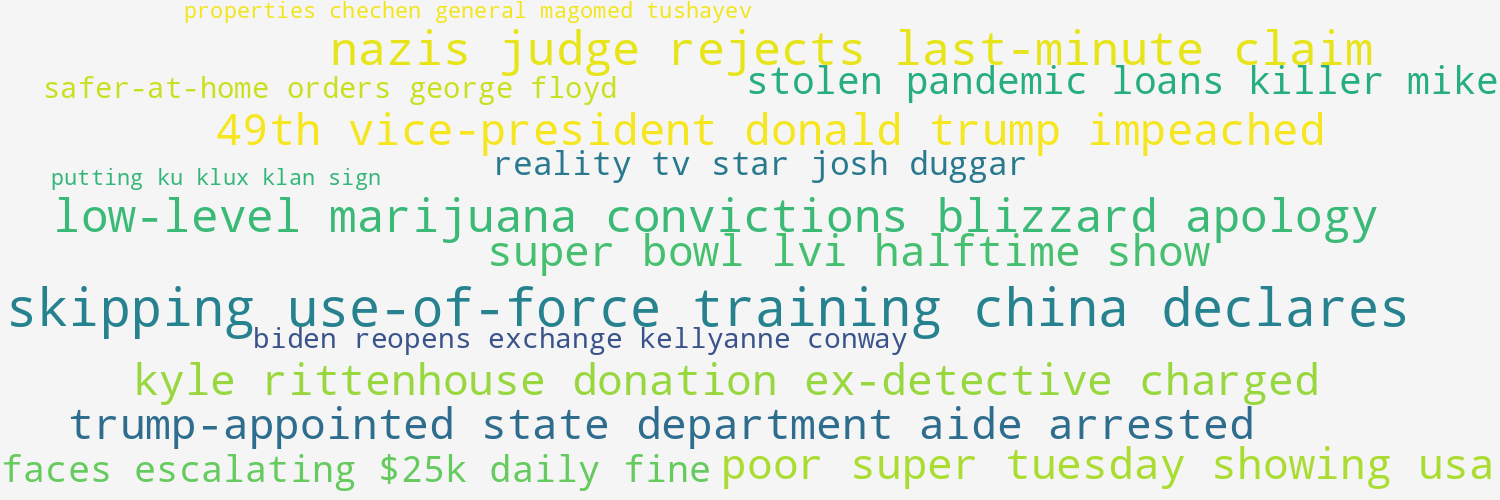 properties chechen general magomed tushayev
nazis judge rejects last-minute claim
safer-at-home orders george floyd
stolen pandemic loans killer mike
49th vice-president donald trump impeached
reality tv star josh duggar
putting ku klux klan sign
low-level marijuana convictions blizzard apology
super bowl lvi halftime show
skipping use-of-force training china declares
biden reopens exchange kellyanne conway
kyle rittenhouse donation ex-detective charged
trump-appointed state department aide arrested
faces escalating $25k daily fine
poor super tuesday showing usa